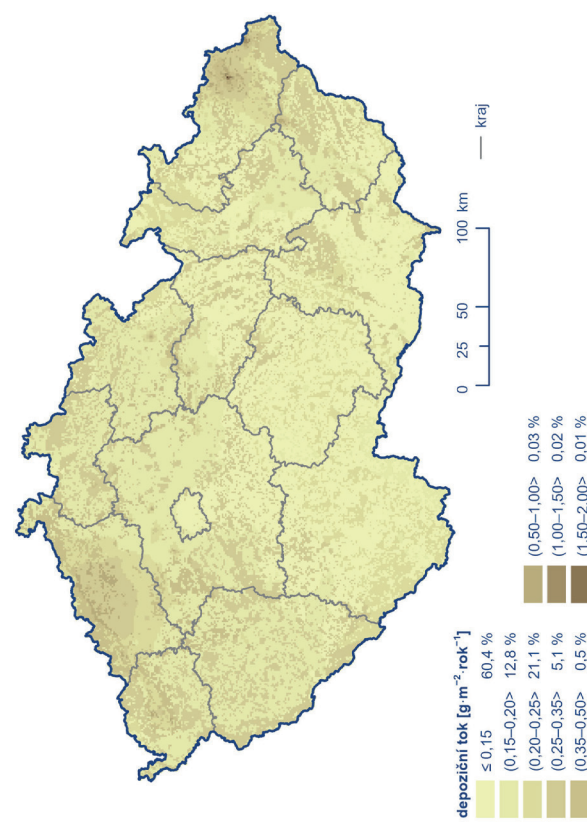 kraj
0 25 50 100 km
depoziční tok [g·m⁻²·rok⁻¹]
≤ 0,15 60,4 %
(0,15–0,20> 12,8 %
(0,20–0,25> 21,1 %
(0,25–0,35> 5,1 %
(0,35–0,50> 0,5 %
(0,50–1,00> 0,03 %
(1,00–1,50> 0,02 %
(1,50–2,00> 0,01 %